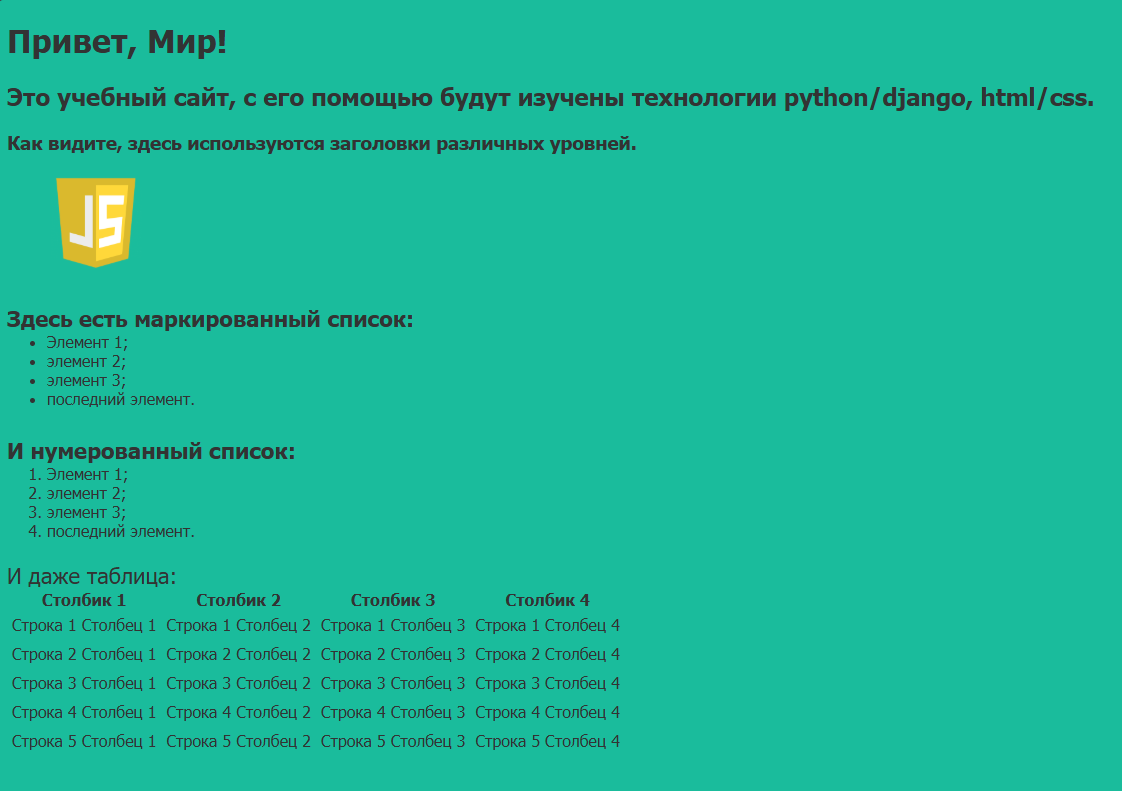 Привет, Мир!
Это учебный сайт, с его помощью будут изучены технологии python/django, html/css.
Как видите, здесь используются заголовки различных уровней.
JS
Здесь есть маркированный список:
• Элемент 1;
• элемент 2;
• элемент 3;
• последний элемент.
И нумерованный список:
1. Элемент 1;
2. элемент 2;
3. элемент 3;
4. последний элемент.
И даже таблица:
Столбик 1 Столбик 2 Столбик 3 Столбик 4
Строка 1 Столбец 1 Строка 1 Столбец 2 Строка 1 Столбец 3 Строка 1 Столбец 4
Строка 2 Столбец 1 Строка 2 Столбец 2 Строка 2 Столбец 3 Строка 2 Столбец 4
Строка 3 Столбец 1 Строка 3 Столбец 2 Строка 3 Столбец 3 Строка 3 Столбец 4
Строка 4 Столбец 1 Строка 4 Столбец 2 Строка 4 Столбец 3 Строка 4 Столбец 4
Строка 5 Столбец 1 Строка 5 Столбец 2 Строка 5 Столбец 3 Строка 5 Столбец 4